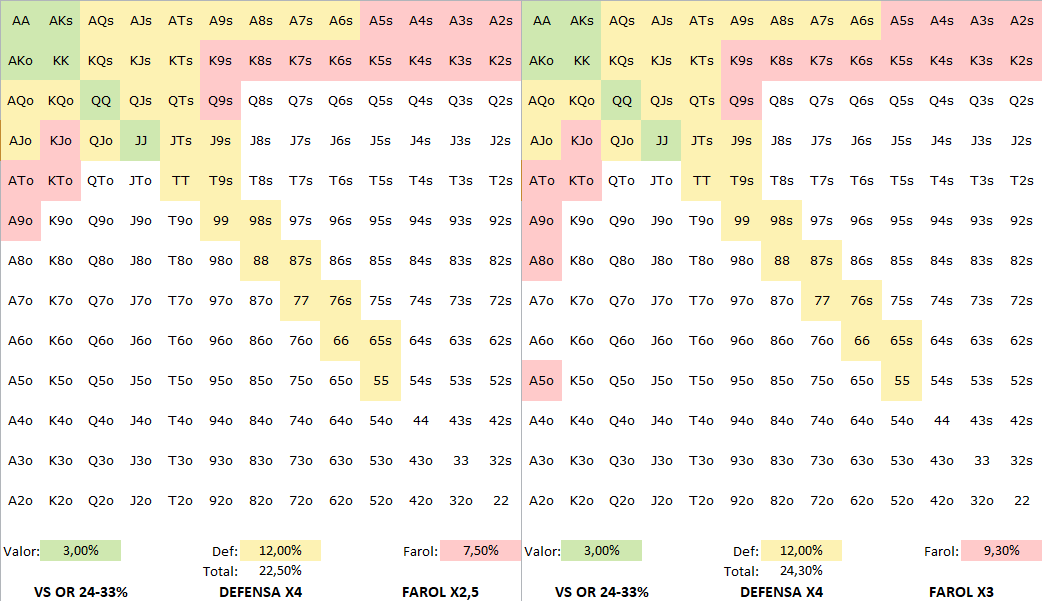 AA AKs AQs AJs ATs A9s A8s A7s A6s A5s A4s A3s A2s AA AKs AQs AJs ATs A9s A8s A7s A6s A5s A4s A3s A2s
AKo KK KQs KJs KTs K9s K8s K7s K6s K5s K4s K3s K2s AKo KK KQs KJs KTs K9s K8s K7s K6s K5s K4s K3s K2s
AQo KQo QQ QJs QTs Q9s Q8s Q7s Q6s Q5s Q4s Q3s Q2s AQo KQo QQ QJs QTs Q9s Q8s Q7s Q6s Q5s Q4s Q3s Q2s
AJo KJo QJo JJ JTs J9s J8s J7s J6s J5s J4s J3s J2s AJo KJo QJo JJ JTs J9s J8s J7s J6s J5s J4s J3s J2s
ATo KTo QTo JTo TT T9s T8s T7s T6s T5s T4s T3s T2s ATo KTo QTo JTo TT T9s T8s T7s T6s T5s T4s T3s T2s
A9o K9o Q9o J9o T9o 99 98s 97s 96s 95s 94s 93s 92s A9o K9o Q9o J9o T9o 99 98s 97s 96s 95s 94s 93s 92s
A8o K8o Q8o J8o T8o 98o 88 87s 86s 85s 84s 83s 82s A8o K8o Q8o J8o T8o 98o 88 87s 86s 85s 84s 83s 82s
A7o K7o Q7o J7o T7o 97o 87o 77 76s 75s 74s 73s 72s A7o K7o Q7o J7o T7o 97o 87o 77 76s 75s 74s 73s 72s
A6o K6o Q6o J6o T6o 96o 86o 76o 66 65s 64s 63s 62s A6o K6o Q6o J6o T6o 96o 86o 76o 66 65s 64s 63s 62s
A5o K5o Q5o J5o T5o 95o 85o 75o 65o 55 54s 53s 52s A5o K5o Q5o J5o T5o 95o 85o 75o 65o 55 54s 53s 52s
A4o K4o Q4o J4o T4o 94o 84o 74o 64o 54o 44 43s 42s A4o K4o Q4o J4o T4o 94o 84o 74o 64o 54o 44 43s 42s
A3o K3o Q3o J3o T3o 93o 83o 73o 63o 53o 43o 33 32s A3o K3o Q3o J3o T3o 93o 83o 73o 63o 53o 43o 33 32s
A2o K2o Q2o J2o T2o 92o 82o 72o 62o 52o 42o 32o 22 A2o K2o Q2o J2o T2o 92o 82o 72o 62o 52o 42o 32o 22
Valor: 3,00% Def: 12,00% Farol: 7,50% Valor: 3,00% Def: 12,00% Farol: 9,30%
Total: 22,50% Total: 24,30%
VS OR 24-33% DEFENSA X4 FAROL X2,5 VS OR 24-33% DEFENSA X4 FAROL X3